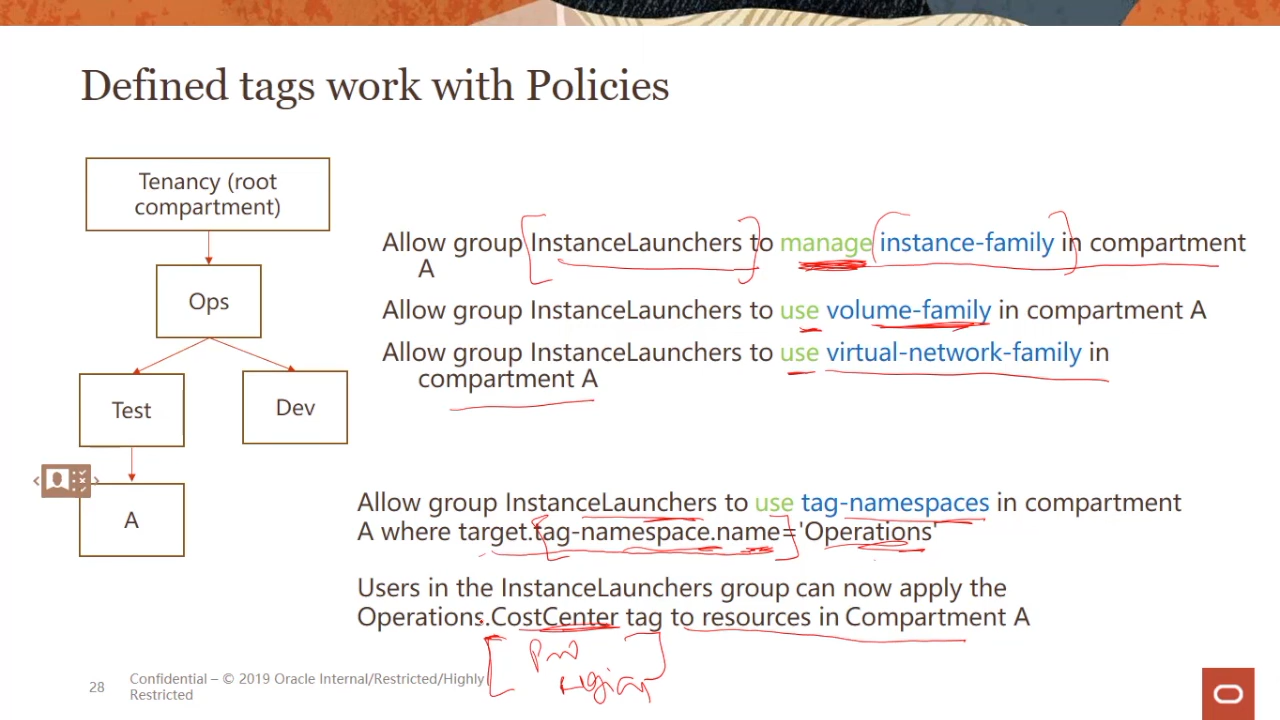 Defined tags work with Policies
Tenancy (root
compartment)
Ops
Test
Dev
A
Allow group InstanceLaunchers to manage instance-family in compartment
A
Allow group InstanceLaunchers to use volume-family in compartment A
Allow group InstanceLaunchers to use virtual-network-family in
compartment A
Allow group InstanceLaunchers to use tag-namespaces in compartment
A where target.tag-namespace.name='Operations'
Users in the InstanceLaunchers group can now apply the
Operations.CostCenter tag to resources in Compartment A
region
28
Confidential – © 2019 Oracle Internal/Restricted/Highly
Restricted